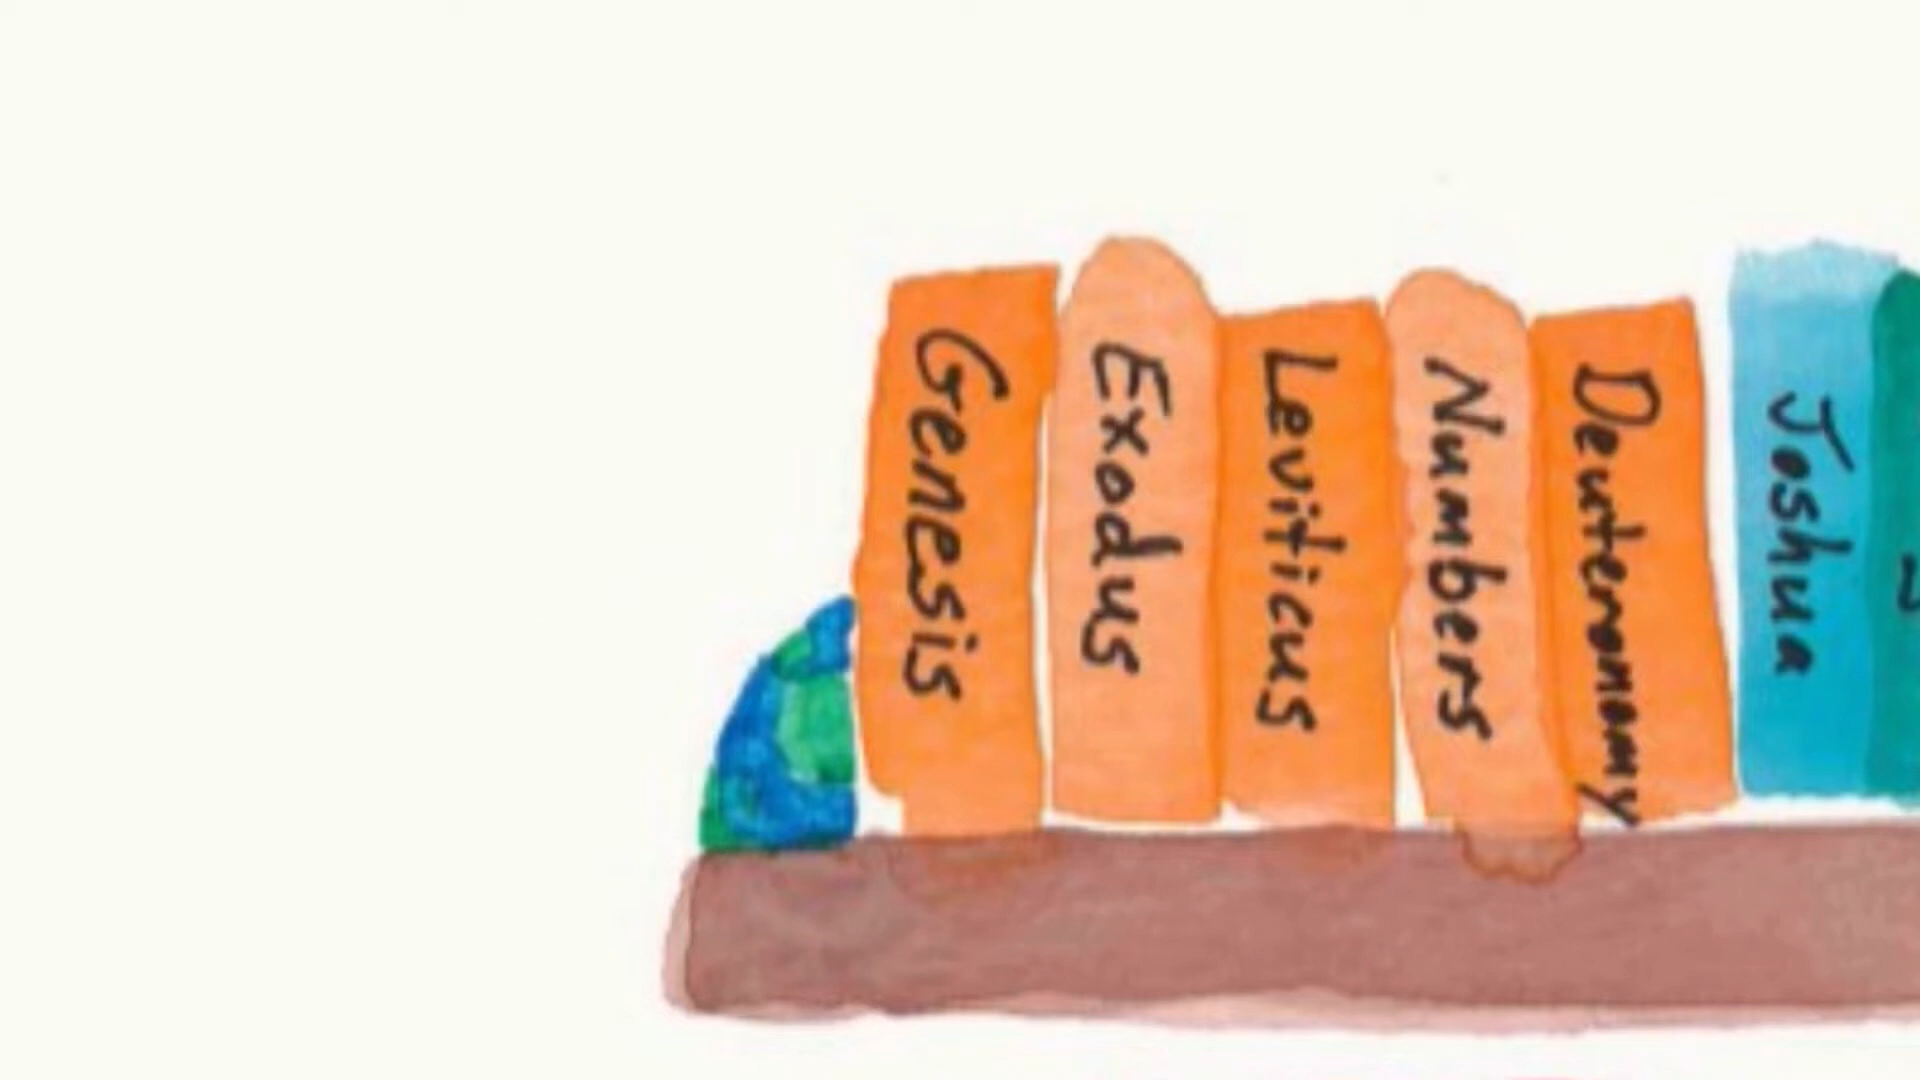 Genesis
Exodus
Leviticus
Numbers
Deuteronomy
Joshua